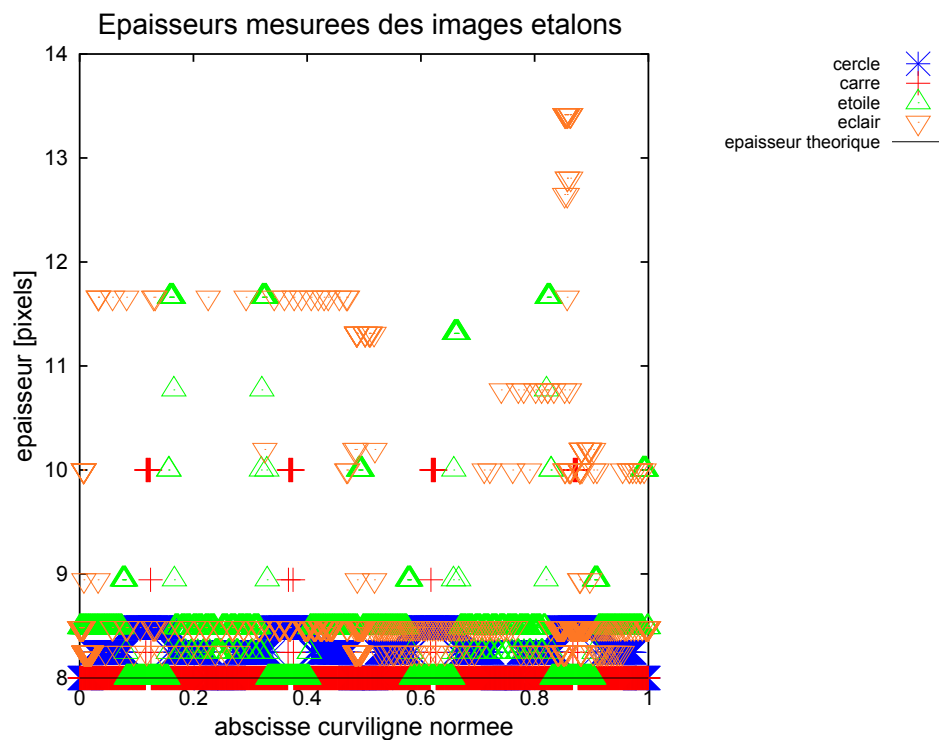 Epaisseurs mesurees des images etalons
14
13
12
11
10
9
8
0
0.2
0.4
0.6
0.8
1
epaisseur [pixels]
abscisse curviligne normee
cercle
carre
etoile
eclair
epaisseur theorique